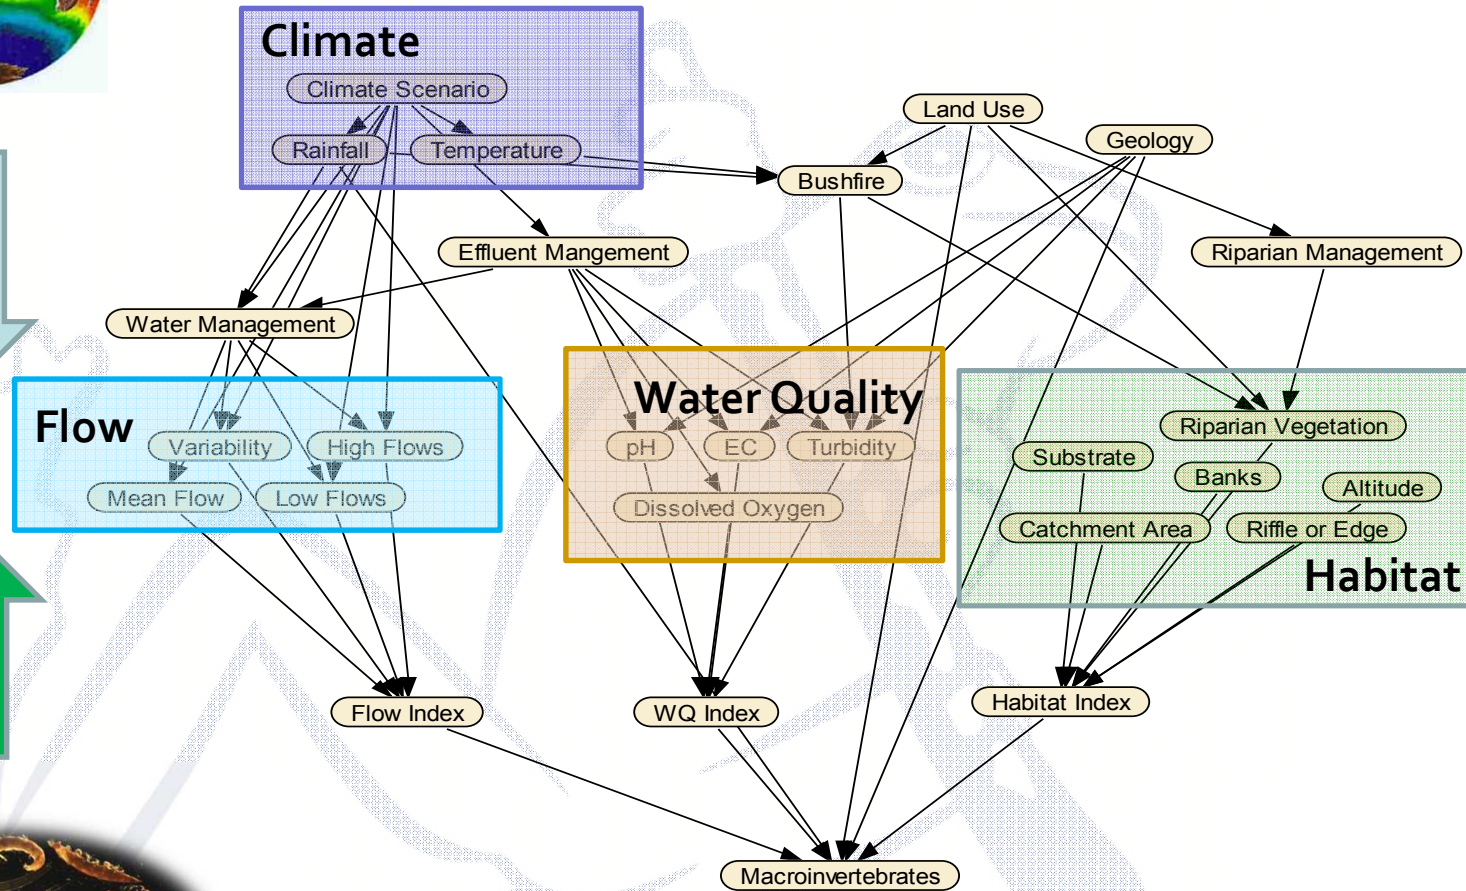 Climate
Climate Scenario
Land Use
Geology
Rainfall
Temperature
Bushfire
Effluent Mangement
Riparian Management
Water Management
Water Quality
Flow
Riparian Vegetation
Variability
High Flows
pH
EC
Turbidity
Substrate
Banks
Altitude
Mean Flow
Low Flows
Dissolved Oxygen
Catchment Area
Riffle or Edge
Habitat
Flow Index
WQ Index
Habitat Index
Macroinvertebrates